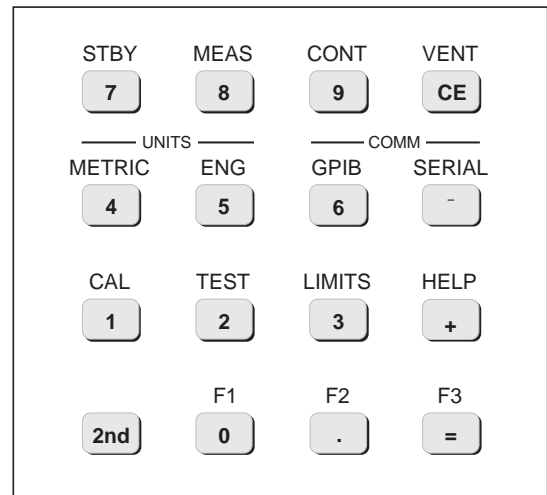 STBY MEAS CONT VENT
7 8 9 CE
UNITS COMM
METRIC ENG GPIB SERIAL
4 5 6 -
CAL TEST LIMITS HELP
1 2 3 +
F1 F2 F3
2nd 0 . =